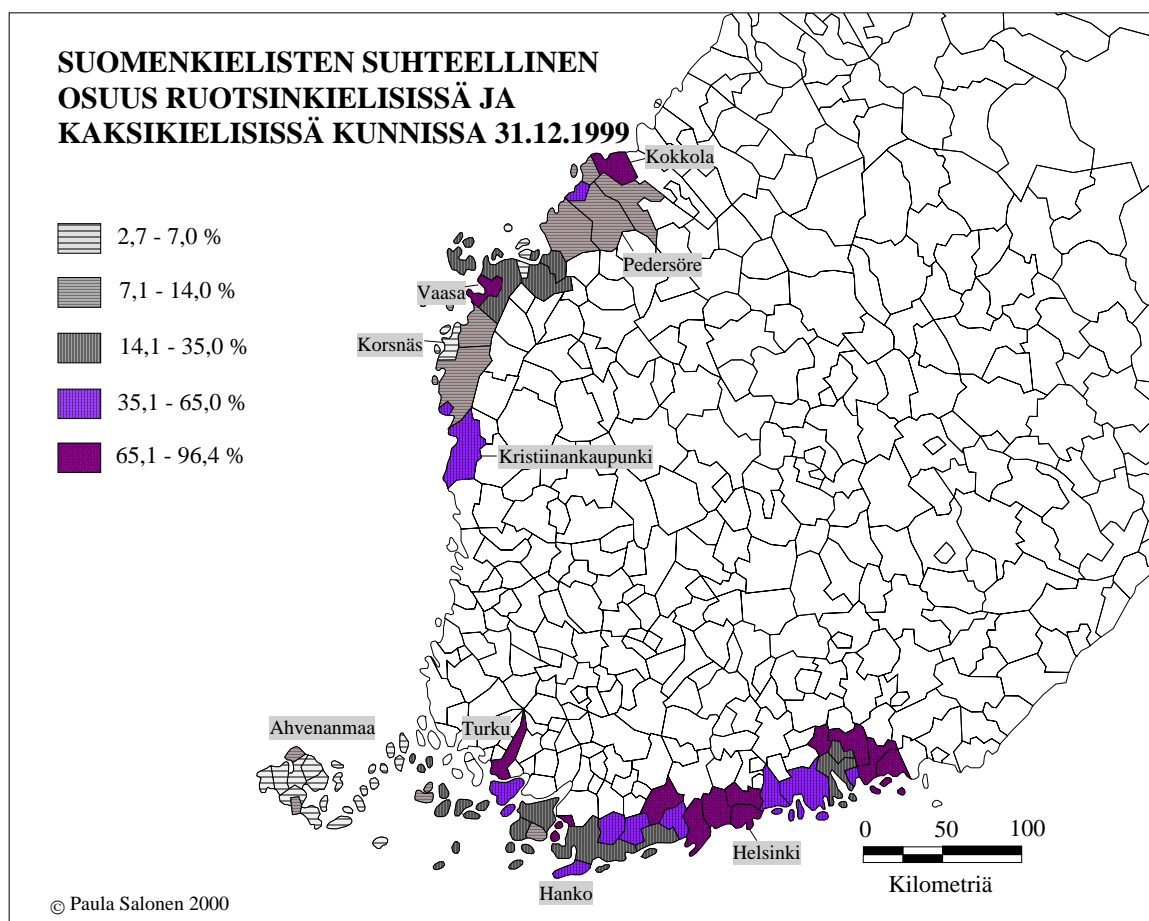 SUOMENKIELISTEN SUHTEELLINEN
OSUUS RUOTSINKIELISISSÄ JA
KAKSIKIELISISSÄ KUNNISSA 31.12.1999
2,7 - 7,0 %
7,1 - 14,0 %
14,1 - 35,0 %
35,1 - 65,0 %
65,1 - 96,4 %
Kokkola
Pedersöre
Vaasa
Korsnäs
Kristiinankaupunki
Ahvenanmaa
Turku
Helsinki
Hanko
0 50 100
Kilometriä
© Paula Salonen 2000